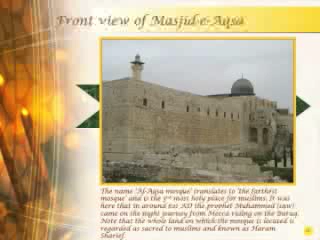 Front view of Masjid-e-Aqsa
The name 'Al-Aqsa mosque' translates to 'the farthest
mosque' and is the 3rd most holy place for muslims. It was
here that in around 621 AD the prophet Muhammed (saw)
came on the night journey from Mecca riding on the Buraq.
Note that the whole land on which the mosque is located is
regarded as sacred to muslims and known as Haram
Sharief.